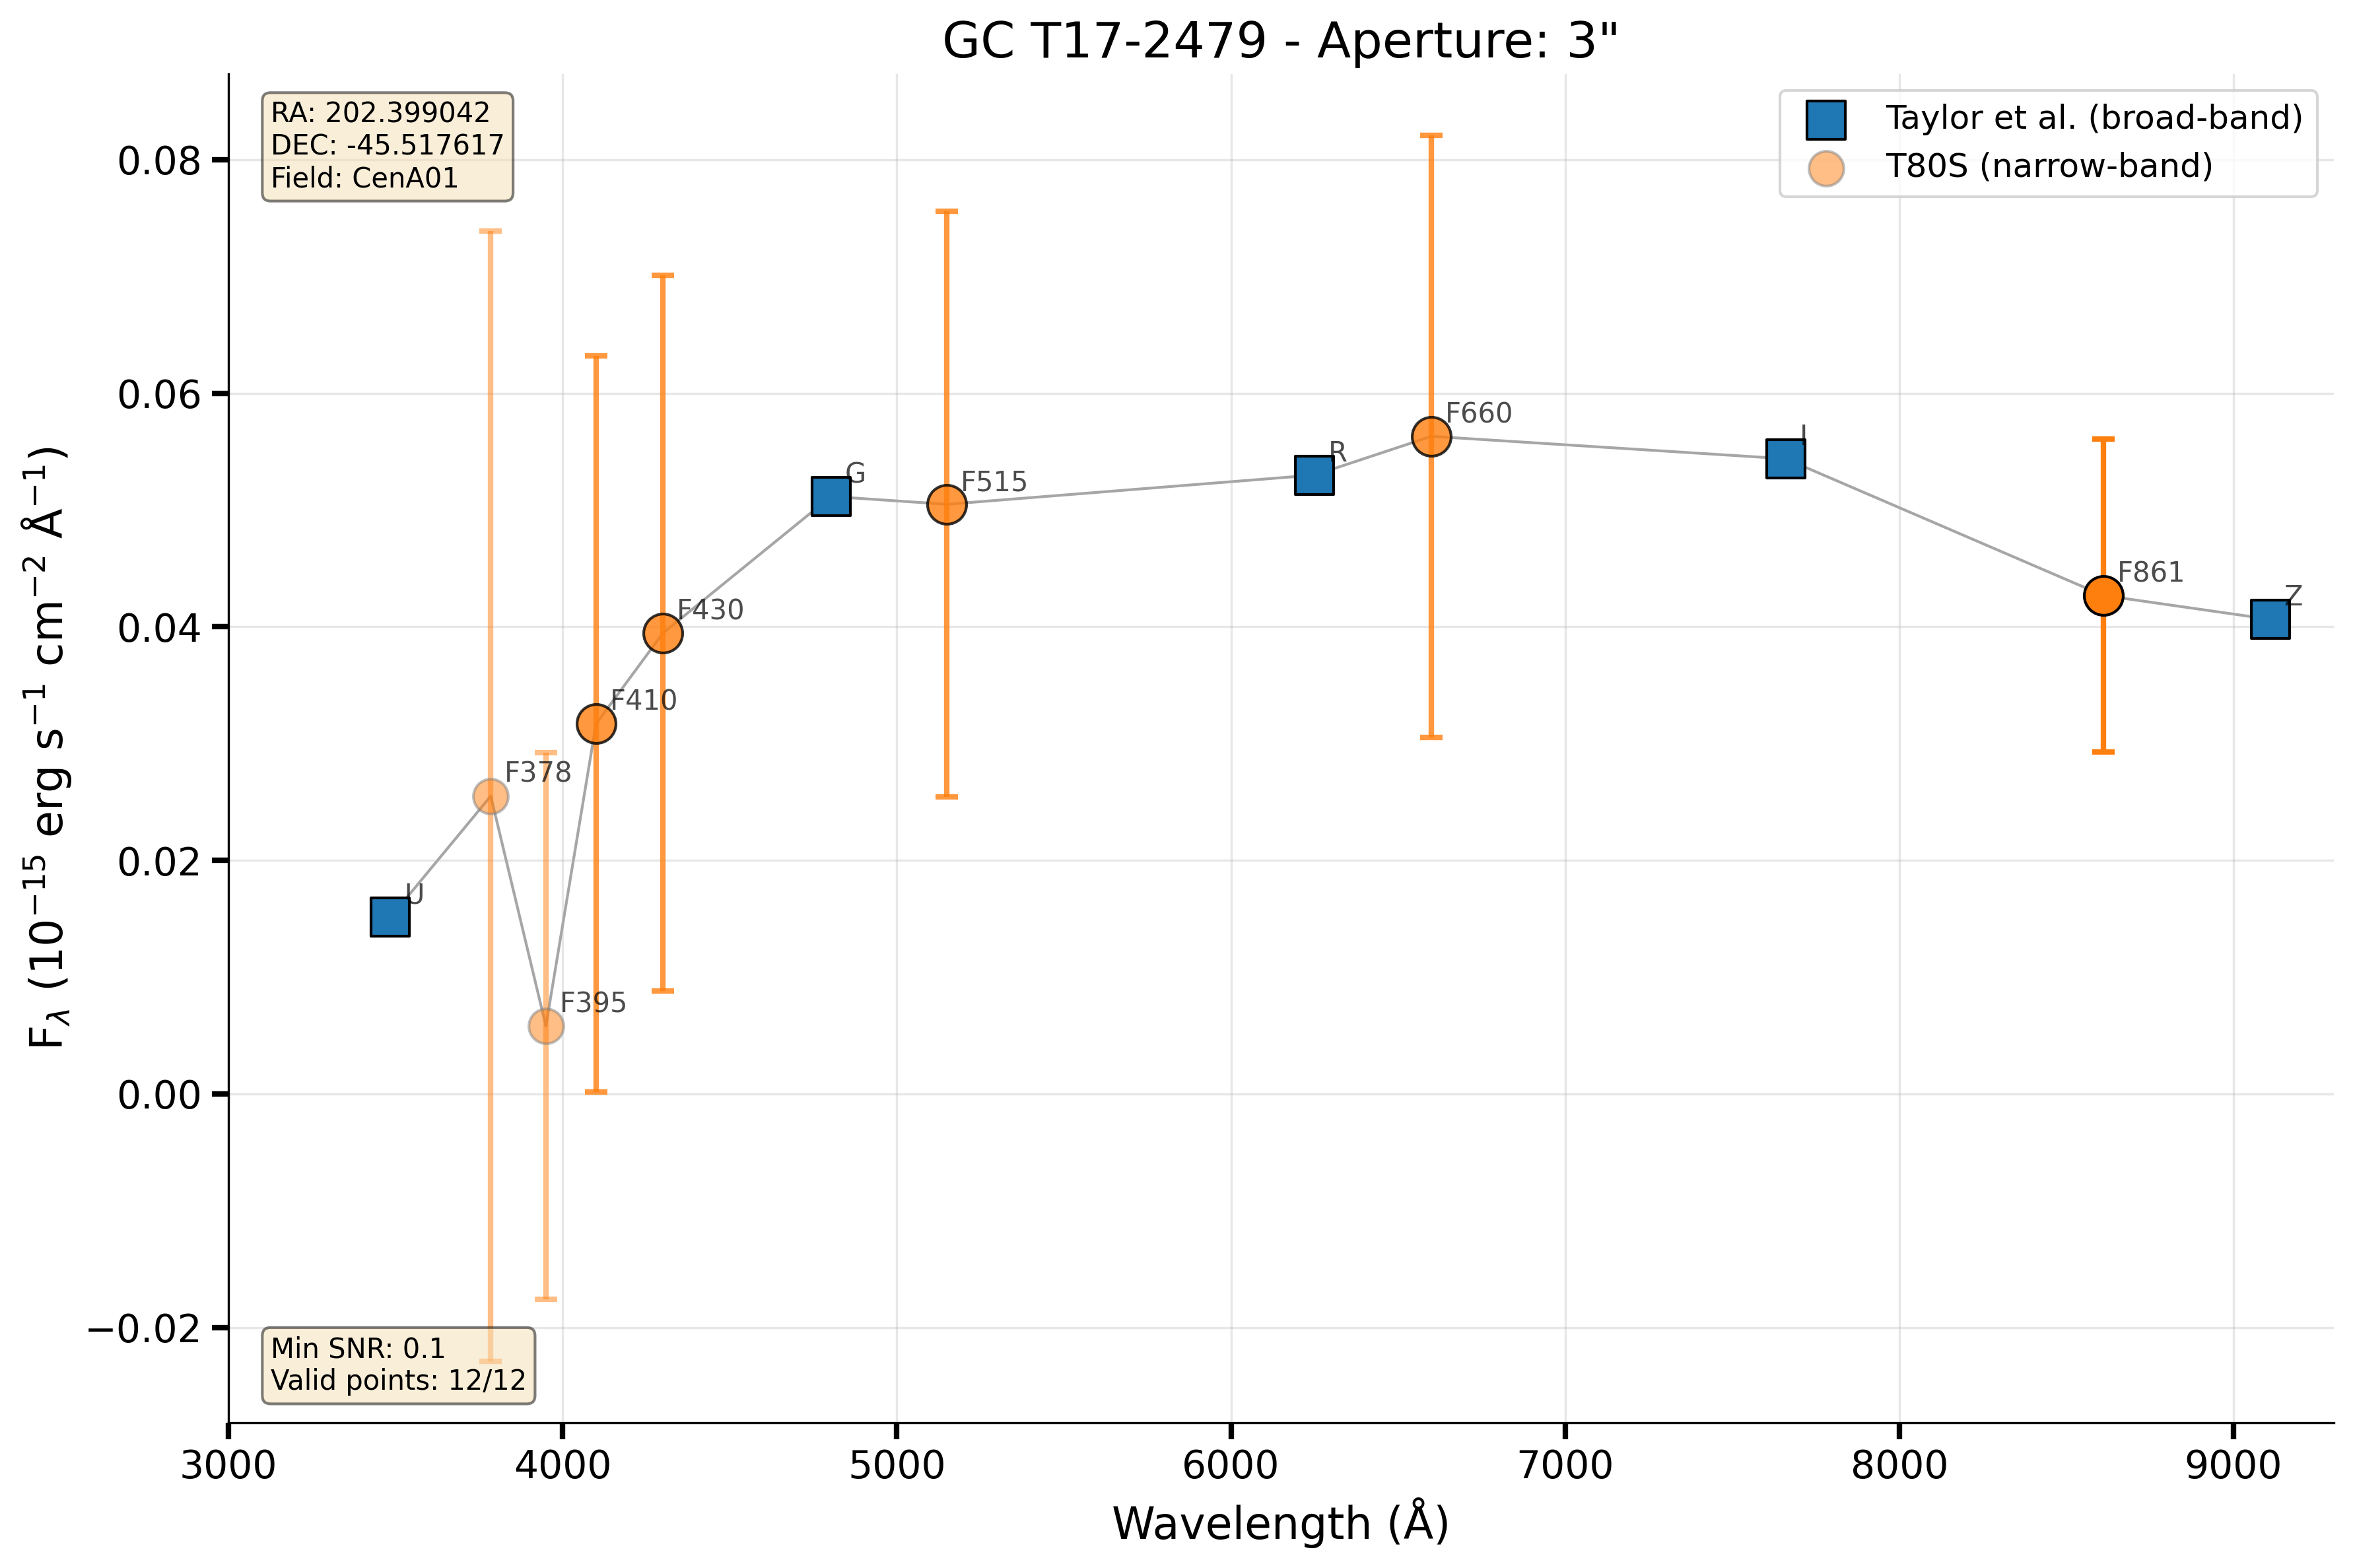 GC T17-2479 - Aperture: 3"
RA: 202.399042
DEC: -45.517617
Field: CenA01
Taylor et al. (broad-band)
T80S (narrow-band)
0.08
0.06
0.04
0.02
0.00
−0.02
F_λ (10⁻¹⁵ erg s⁻¹ cm⁻² Å⁻¹)
U
F378
F395
F410
F430
G
F515
R
F660
I
F861
Z
Min SNR: 0.1
Valid points: 12/12
3000
4000
5000
6000
7000
8000
9000
Wavelength (Å)